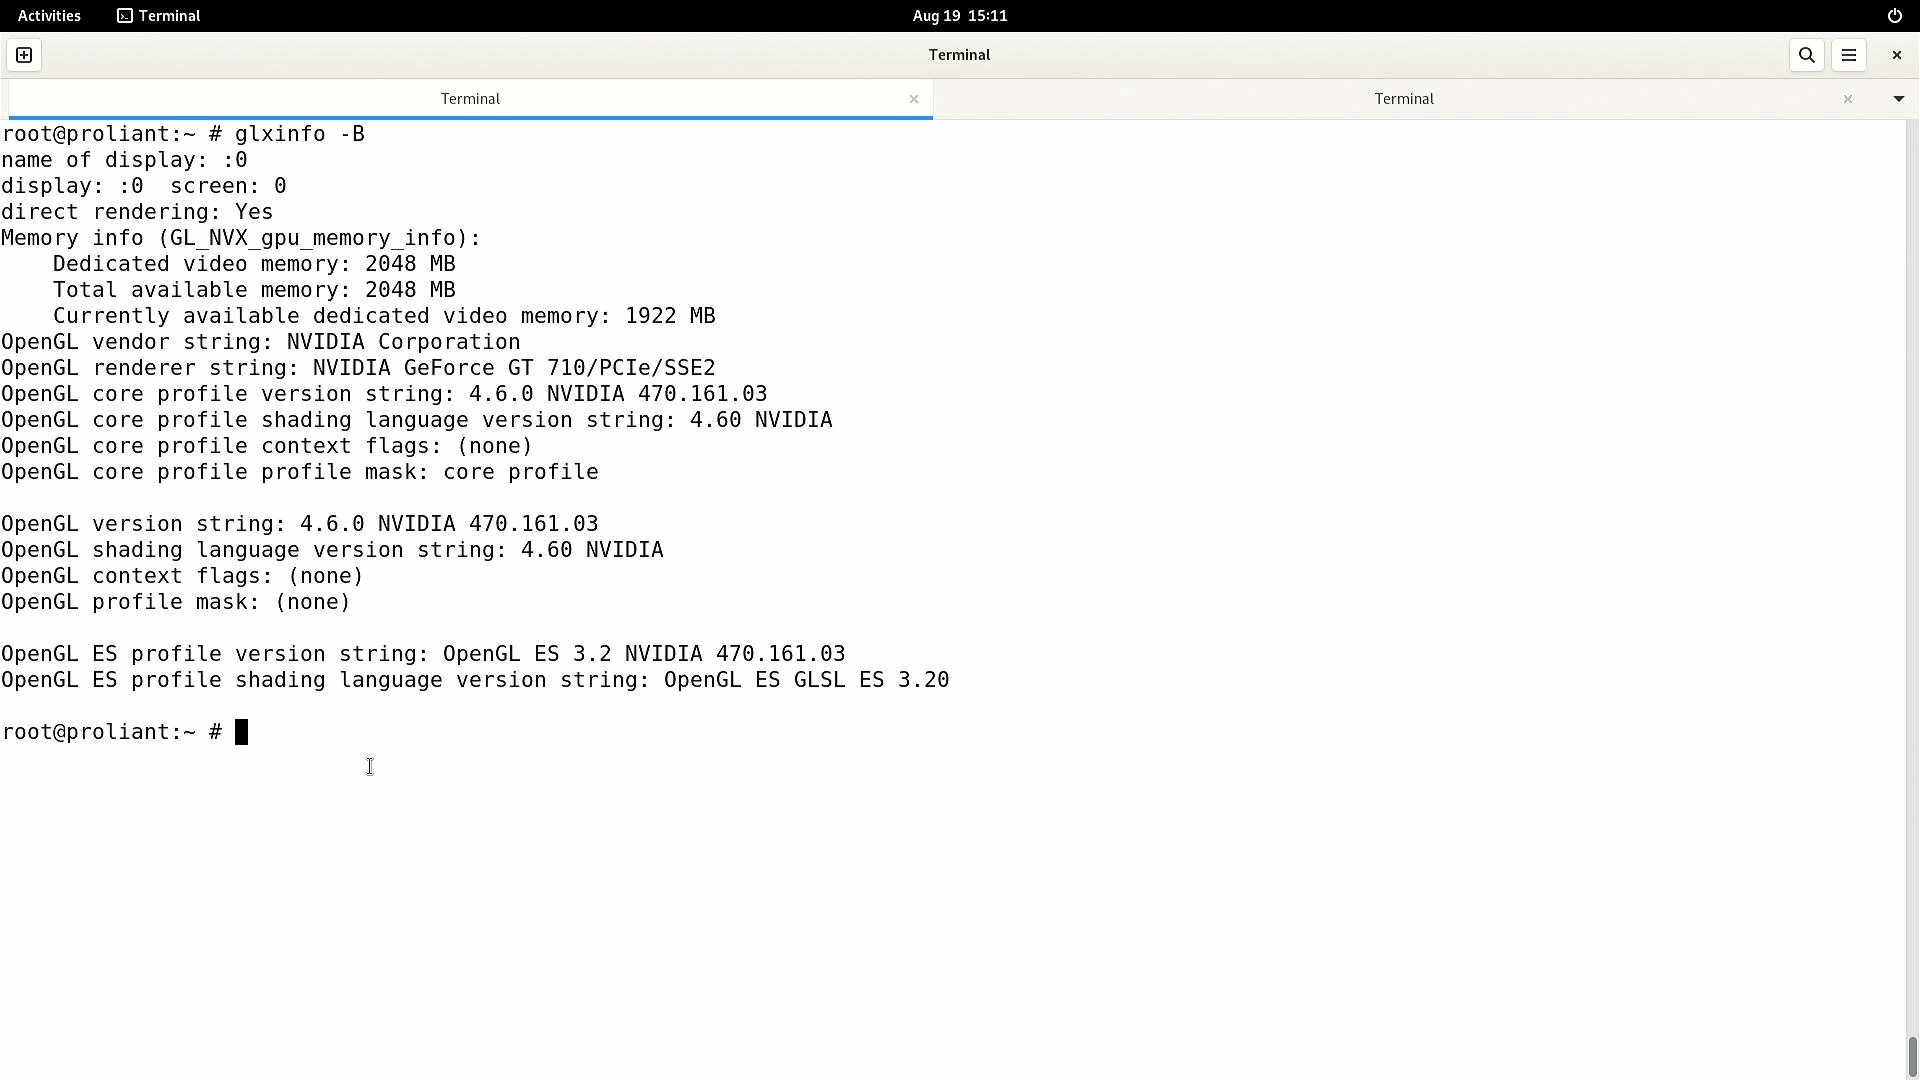 Activities Terminal Aug 19 15:11
Terminal
Terminal Terminal
root@proliant:~ # glxinfo -B
name of display: :0
display: :0  screen: 0
direct rendering: Yes
Memory info (GL_NVX_gpu_memory_info):
    Dedicated video memory: 2048 MB
    Total available memory: 2048 MB
    Currently available dedicated video memory: 1922 MB
OpenGL vendor string: NVIDIA Corporation
OpenGL renderer string: NVIDIA GeForce GT 710/PCIe/SSE2
OpenGL core profile version string: 4.6.0 NVIDIA 470.161.03
OpenGL core profile shading language version string: 4.60 NVIDIA
OpenGL core profile context flags: (none)
OpenGL core profile profile mask: core profile

OpenGL version string: 4.6.0 NVIDIA 470.161.03
OpenGL shading language version string: 4.60 NVIDIA
OpenGL context flags: (none)
OpenGL profile mask: (none)

OpenGL ES profile version string: OpenGL ES 3.2 NVIDIA 470.161.03
OpenGL ES profile shading language version string: OpenGL ES GLSL ES 3.20

root@proliant:~ #